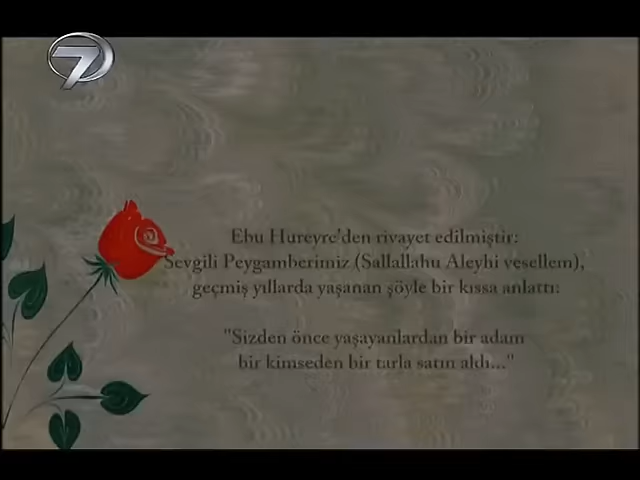 7
Ebu Hureyre'den rivayet edilmiştir:
Sevgili Peygamberimiz (Sallallahu Aleyhi vesellem),
geçmiş yıllarda yaşanan şöyle bir kıssa anlattı:
"Sizden önce yaşayanlardan bir adam
bir kimseden bir tarla satın aldı..."